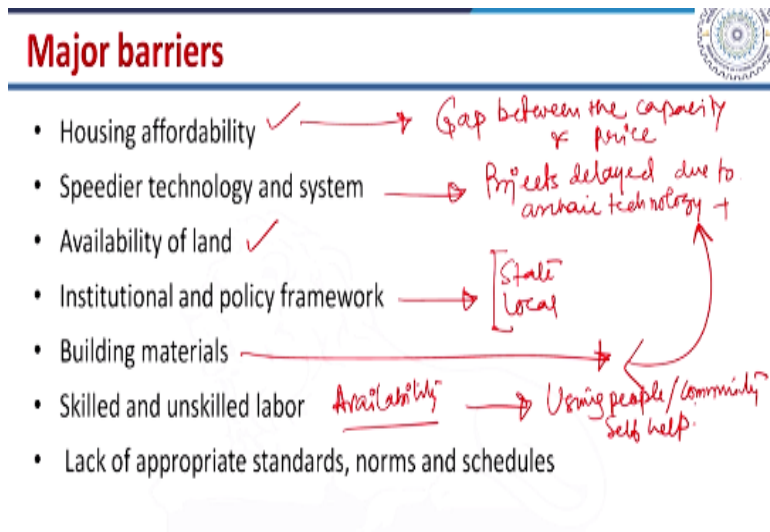 Major barriers
• Housing affordability ✓ → Gap between the capacity
& price
• Speedier technology and system → Projects delayed due to
archaic technology +
• Availability of land ✓
• Institutional and policy framework → [State
Local
• Building materials →
• Skilled and unskilled labor Availability → Using people/community
Self help.
• Lack of appropriate standards, norms and schedules